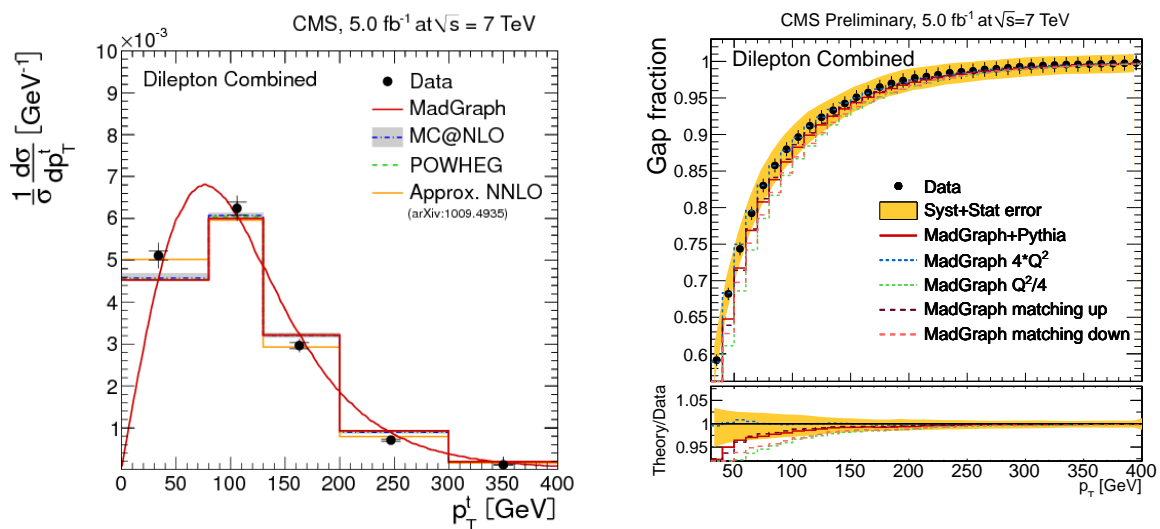 CMS, 5.0 fb⁻¹ at √s = 7 TeV
×10⁻³
Dilepton Combined
Data
MadGraph
MC@NLO
POWHEG
Approx. NNLO
(arXiv:1009.4935)
1/σ dσ/dp_T^t [GeV⁻¹]
10
9
8
7
6
5
4
3
2
1
0 50 100 150 200 250 300 350 400
p_T^t [GeV]
CMS Preliminary, 5.0 fb⁻¹ at √s=7 TeV
Dilepton Combined
Gap fraction
0.95
0.9
0.85
0.8
0.75
0.7
0.65
0.6
Data
Syst+Stat error
MadGraph+Pythia
MadGraph 4*Q²
MadGraph Q²/4
MadGraph matching up
MadGraph matching down
Theory/Data
1.05
1
0.95
50 100 150 200 250 300 350 400
p_T [GeV]